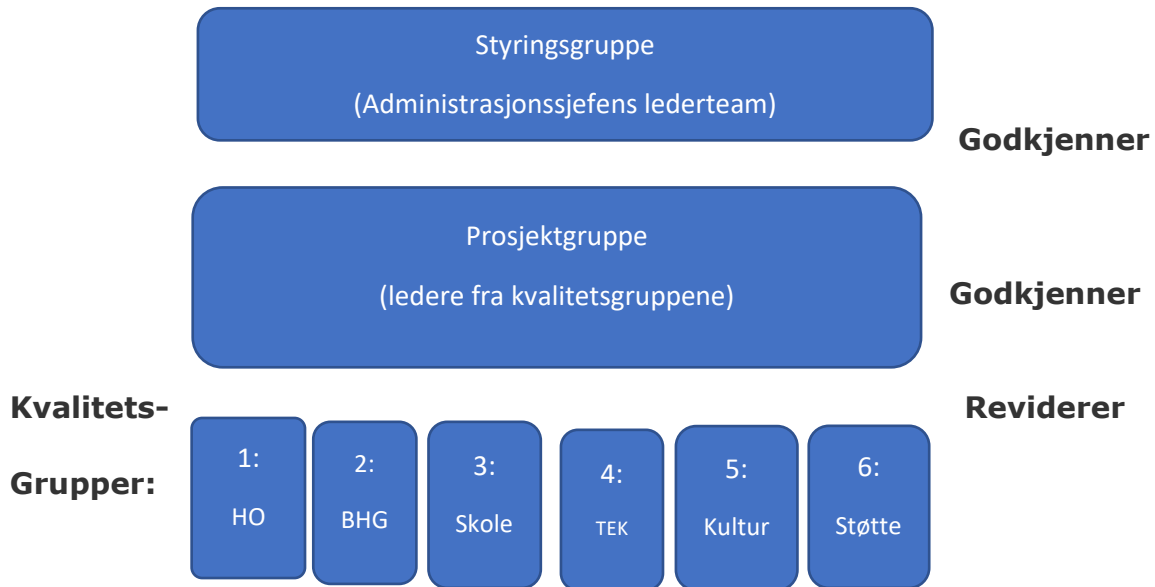 Styringsgruppe
(Administrasjonssjefens lederteam)
Godkjenner
Prosjektgruppe
(ledere fra kvalitetsgruppene)
Godkjenner
Kvalitets-
Grupper:
Reviderer
1:
HO
2:
BHG
3:
Skole
4:
TEK
5:
Kultur
6:
Støtte